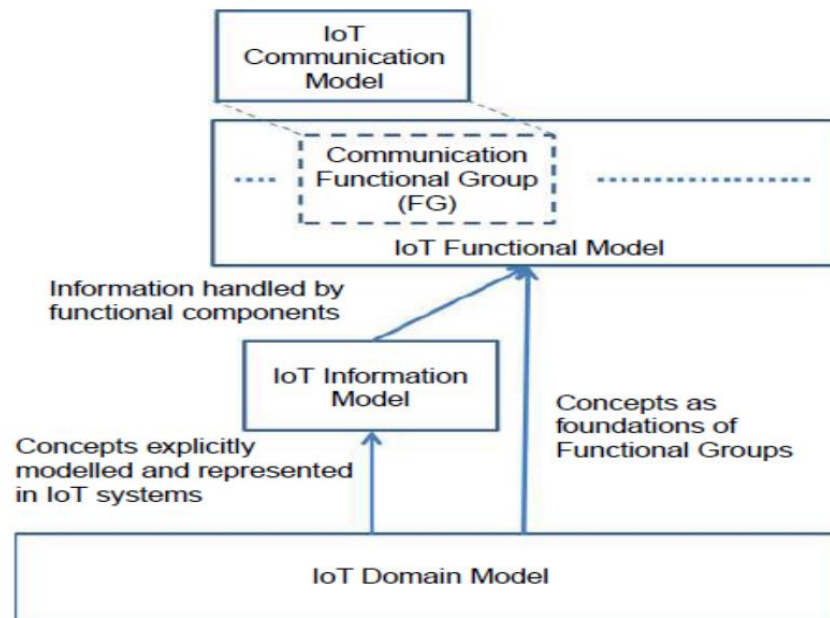 IoT
Communication
Model
Communication
Functional Group
(FG)
IoT Functional Model
Information handled by
functional components
IoT Information
Model
Concepts as
foundations of
Functional Groups
Concepts explicitly
modelled and represented
in IoT systems
IoT Domain Model